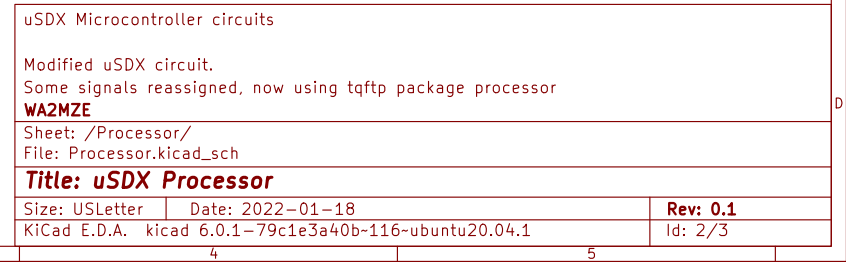 uSDX Microcontroller circuits
Modified uSDX circuit.
Some signals reassigned, now using tqftp package processor
WA2MZE
Sheet: /Processor/
File: Processor.kicad_sch
Title: uSDX Processor
Size: USLetter Date: 2022-01-18 Rev: 0.1
KiCad E.D.A. kicad 6.0.1-79c1e3a40b~116~ubuntu20.04.1 Id: 2/3
4 5
D